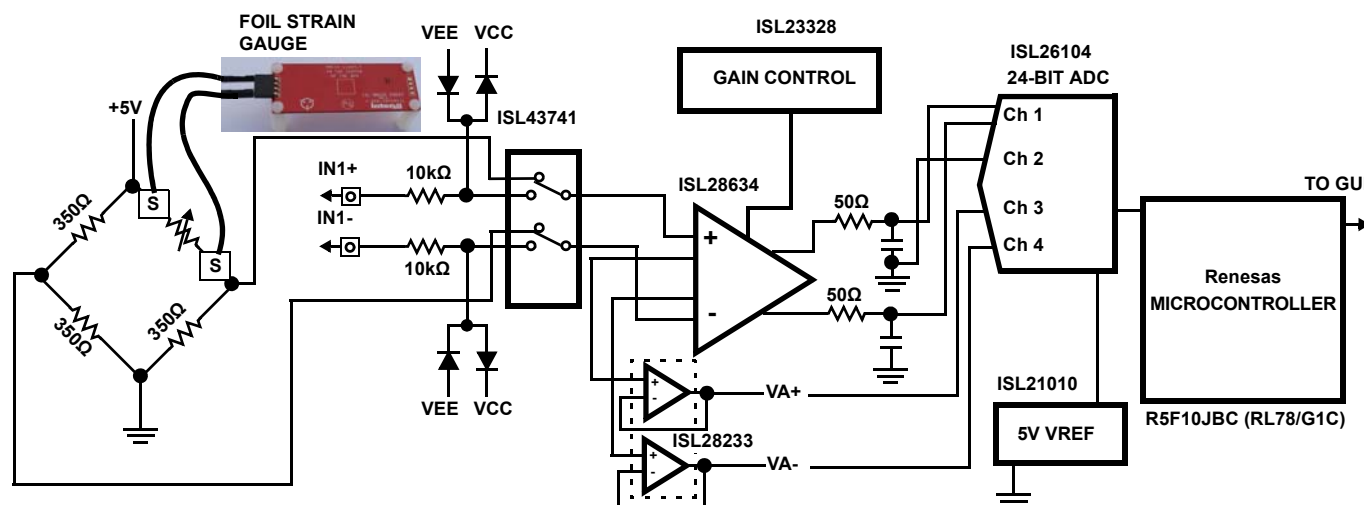 FOIL STRAIN
GAUGE
VEE
VCC
ISL23328
ISL26104
24-BIT ADC
GAIN CONTROL
+5V
ISL43741
Ch 1
IN1+
10kΩ
ISL28634
Ch 2
TO GU
S
350Ω
IN1-
50Ω
Ch 3
+
10kΩ
Ch 4
S
Renesas
MICROCONTROLLER
50Ω
-
350Ω
350Ω
ISL21010
+
-
VA+
VEE
VCC
R5F10JBC (RL78/G1C)
5V VREF
ISL28233
+
-
VA-